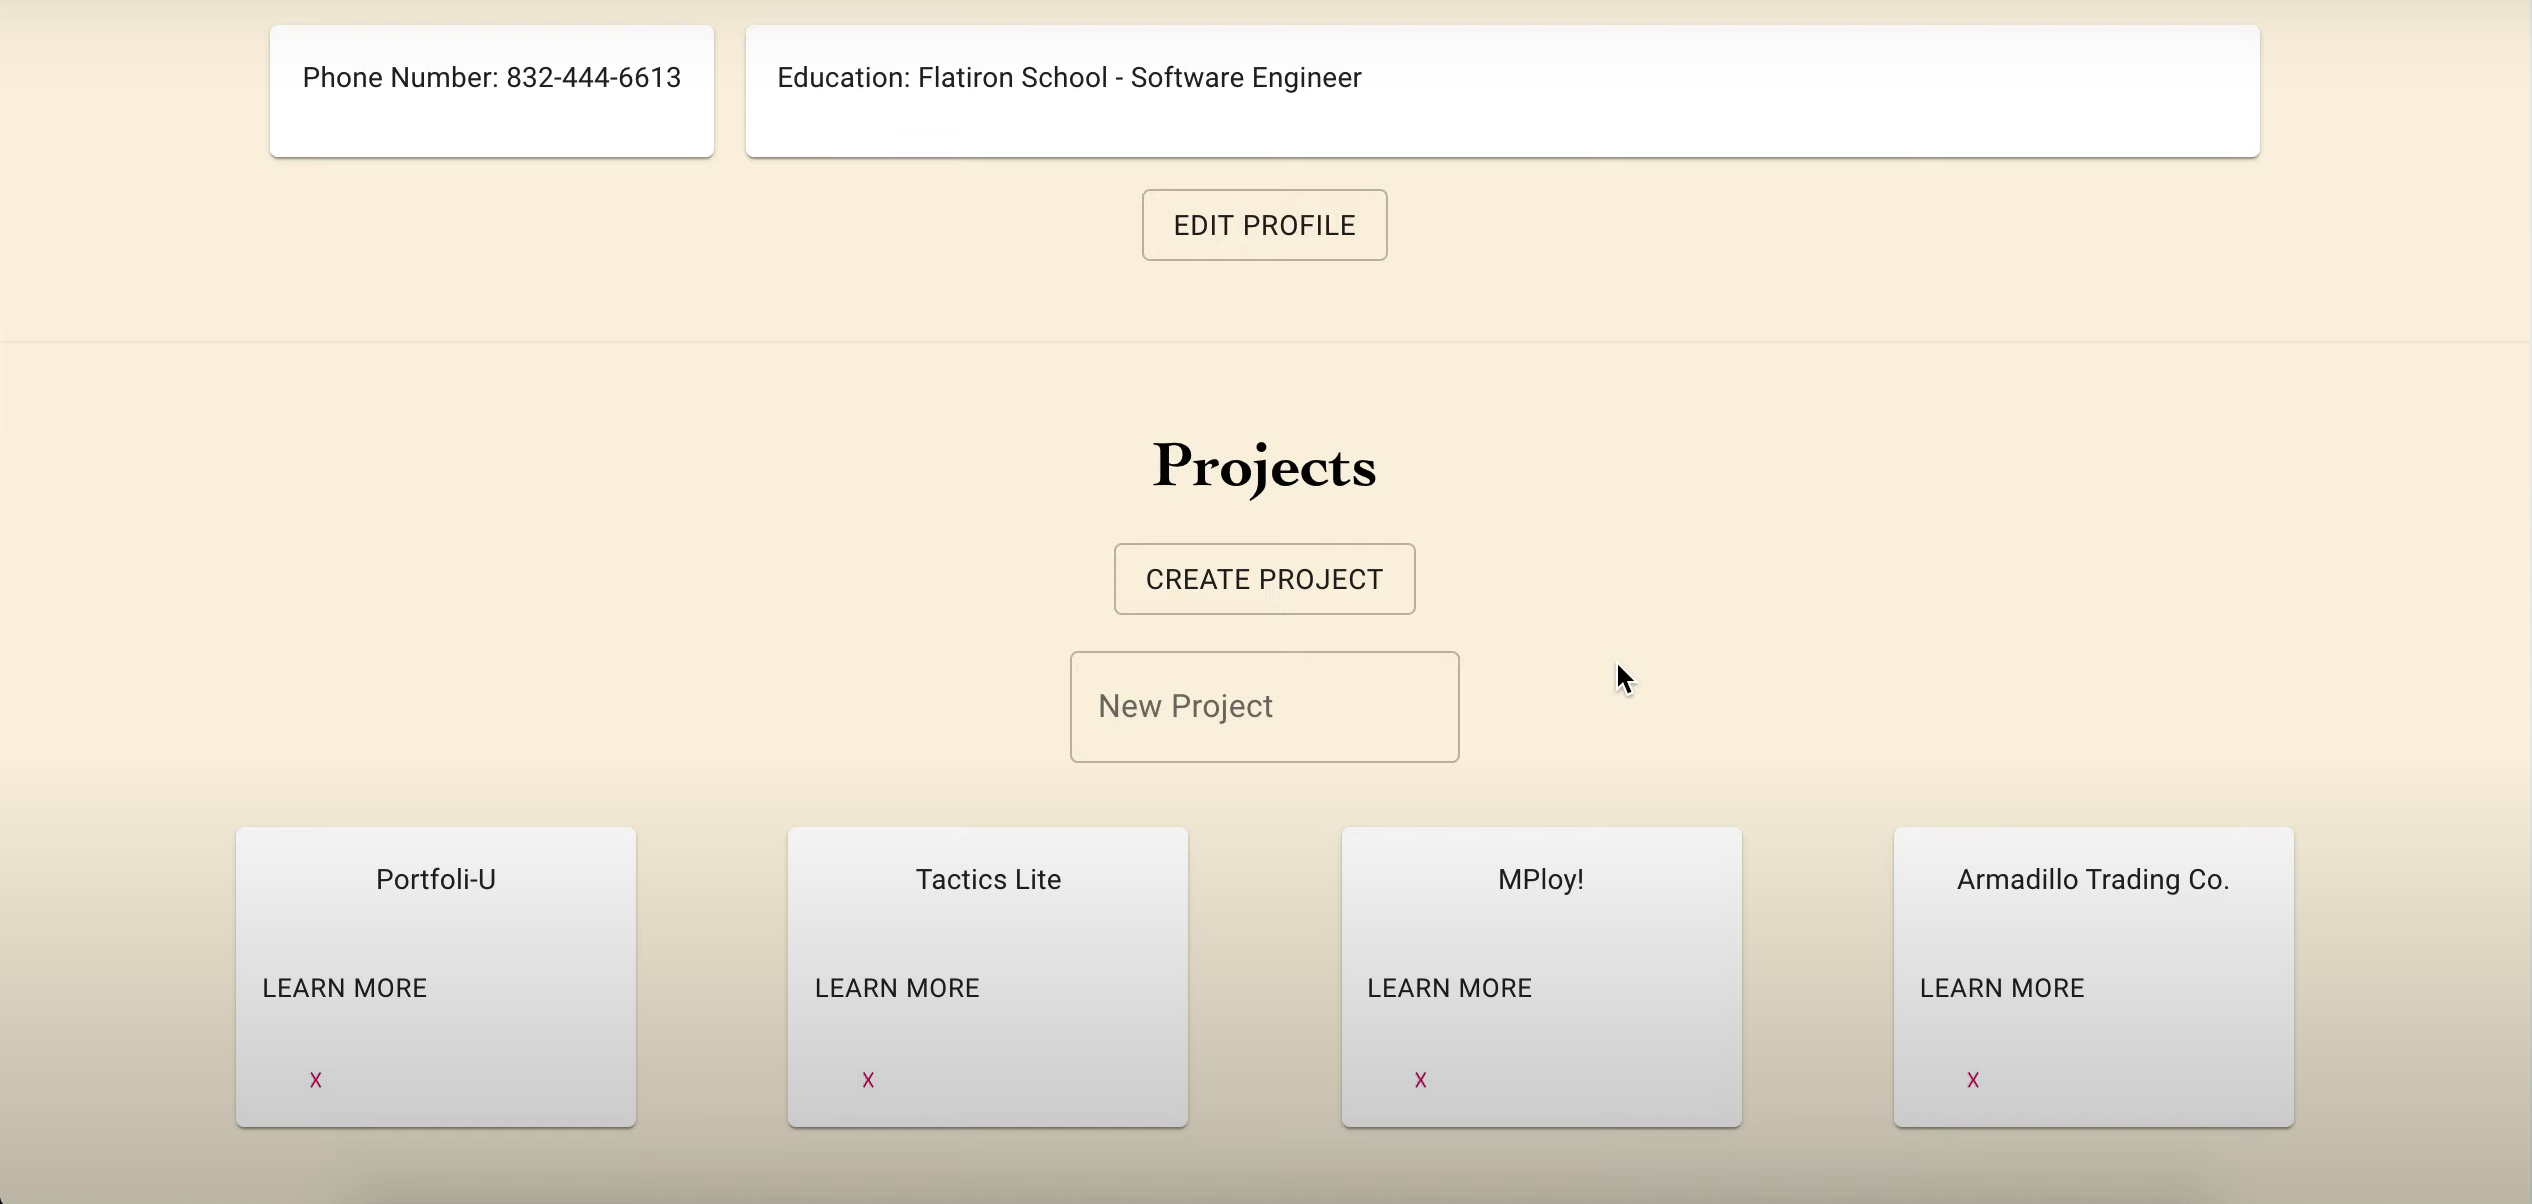 Phone Number: 832-444-6613
Education: Flatiron School - Software Engineer
EDIT PROFILE
Projects
CREATE PROJECT
New Project
Portfoli-U
LEARN MORE
X
Tactics Lite
LEARN MORE
X
MPloy!
LEARN MORE
X
Armadillo Trading Co.
LEARN MORE
X